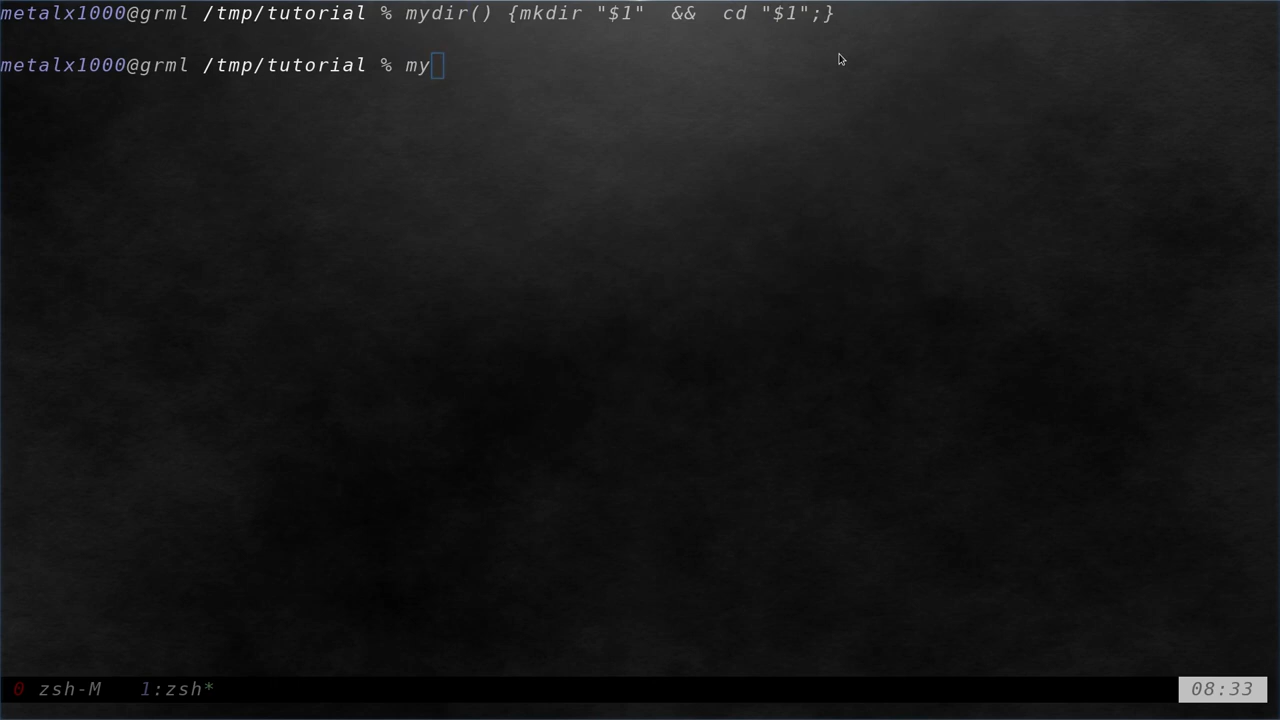 metalx1000@grml /tmp/tutorial % mydir() {mkdir "$1"  &&  cd "$1";}
metalx1000@grml /tmp/tutorial % my
0 zsh-M   1:zsh*   08:33